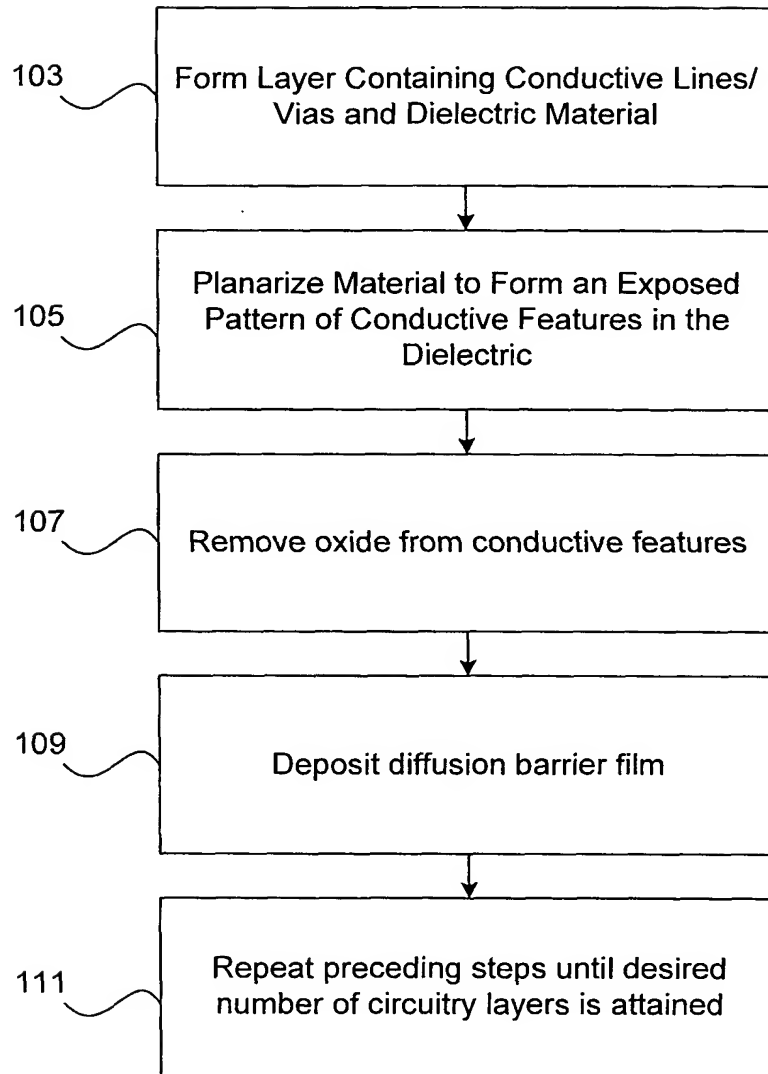 103
Form Layer Containing Conductive Lines/
Vias and Dielectric Material
105
Planarize Material to Form an Exposed
Pattern of Conductive Features in the
Dielectric
107
Remove oxide from conductive features
109
Deposit diffusion barrier film
111
Repeat preceding steps until desired
number of circuitry layers is attained